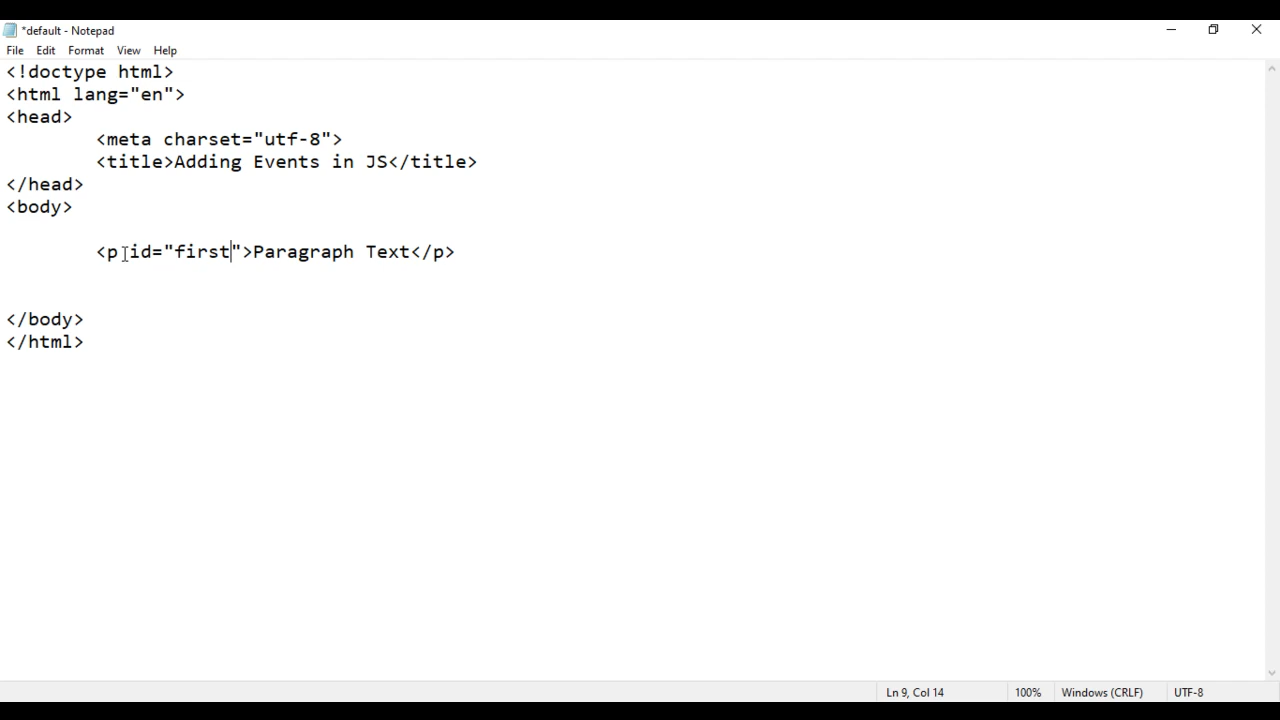 *default - Notepad
File Edit Format View Help
<!doctype html>
<html lang="en">
<head>
<meta charset="utf-8">
<title>Adding Events in JS</title>
</head>
<body>
<p id="first">Paragraph Text</p>
</body>
</html>
Ln 9, Col 14 100% Windows (CRLF) UTF-8